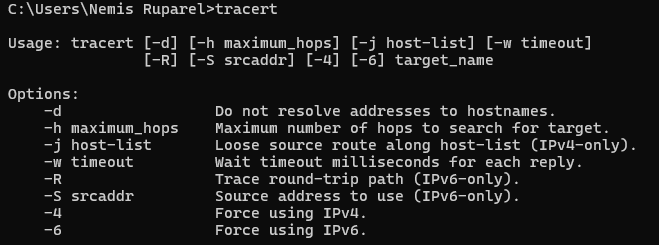 C:\Users\Nemis Ruparel>tracert
Usage: tracert [-d] [-h maximum_hops] [-j host-list] [-w timeout]
[-R] [-S srcaddr] [-4] [-6] target_name
Options:
-d Do not resolve addresses to hostnames.
-h maximum_hops Maximum number of hops to search for target.
-j host-list Loose source route along host-list (IPv4-only).
-w timeout Wait timeout milliseconds for each reply.
-R Trace round-trip path (IPv6-only).
-S srcaddr Source address to use (IPv6-only).
-4 Force using IPv4.
-6 Force using IPv6.